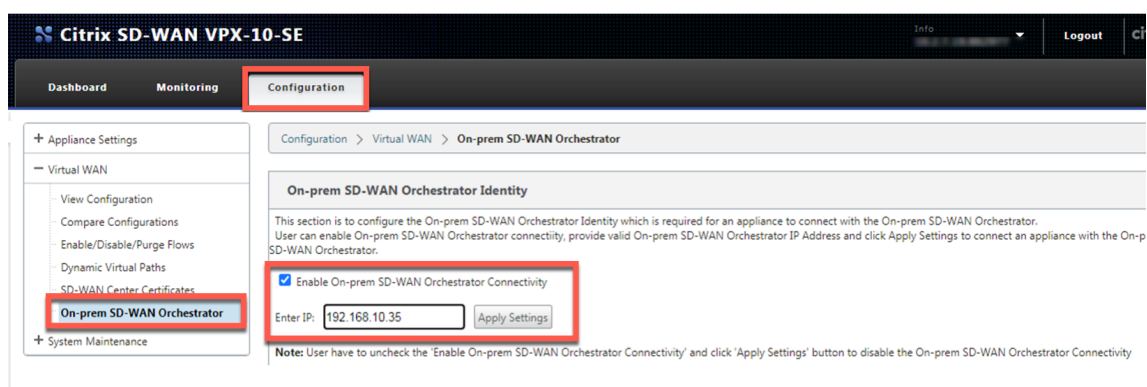 Citrix SD-WAN VPX-10-SE
Info
Logout
Dashboard
Monitoring
Configuration
+ Appliance Settings
− Virtual WAN
View Configuration
Compare Configurations
Enable/Disable/Purge Flows
Dynamic Virtual Paths
SD-WAN Center Certificates
On-prem SD-WAN Orchestrator
+ System Maintenance
Configuration > Virtual WAN > On-prem SD-WAN Orchestrator
On-prem SD-WAN Orchestrator Identity
This section is to configure the On-prem SD-WAN Orchestrator Identity which is required for an appliance to connect with the On-prem SD-WAN Orchestrator.
User can enable On-prem SD-WAN Orchestrator connectiity, provide valid On-prem SD-WAN Orchestrator IP Address and click Apply Settings to connect an appliance with the On-p
SD-WAN Orchestrator.
Enable On-prem SD-WAN Orchestrator Connectivity
Enter IP: 192.168.10.35 Apply Settings
Note: User have to uncheck the 'Enable On-prem SD-WAN Orchestrator Connectivity' and click 'Apply Settings' button to disable the On-prem SD-WAN Orchestrator Connectivity